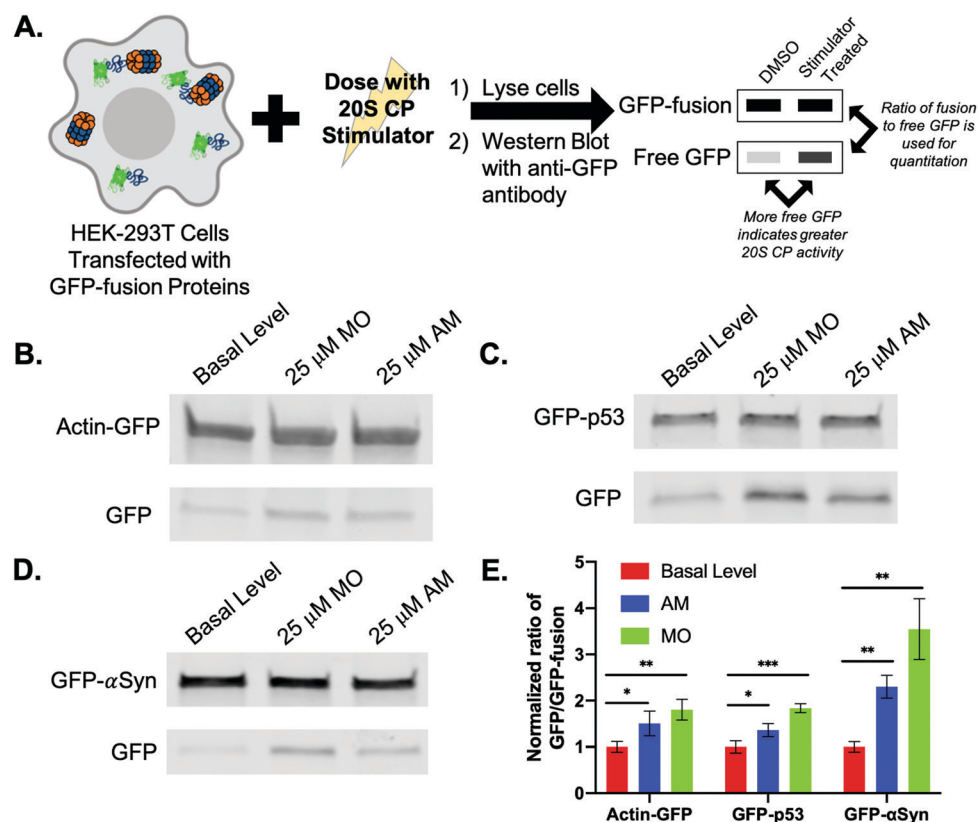 A.
HEK-293T Cells
Transfected with
GFP-fusion Proteins
Dose with
20S CP
Stimulator
1) Lyse cells
2) Western Blot
with anti-GFP
antibody
DMSO
Stimulator
Treated
GFP-fusion
Free GFP
Ratio of fusion
to free GFP is
used for
quantitation
More free GFP
indicates greater
20S CP activity
B.
Basal Level
25 µM MO
25 µM AM
Actin-GFP
GFP
C.
Basal Level
25 µM MO
25 µM AM
GFP-p53
GFP
D.
Basal Level
25 µM MO
25 µM AM
GFP-αSyn
GFP
E.
Normalized ratio of
GFP/GFP-fusion
5
4
3
2
1
0
Basal Level
AM
MO
**
*
***
*
**
**
Actin-GFP
GFP-p53
GFP-αSyn